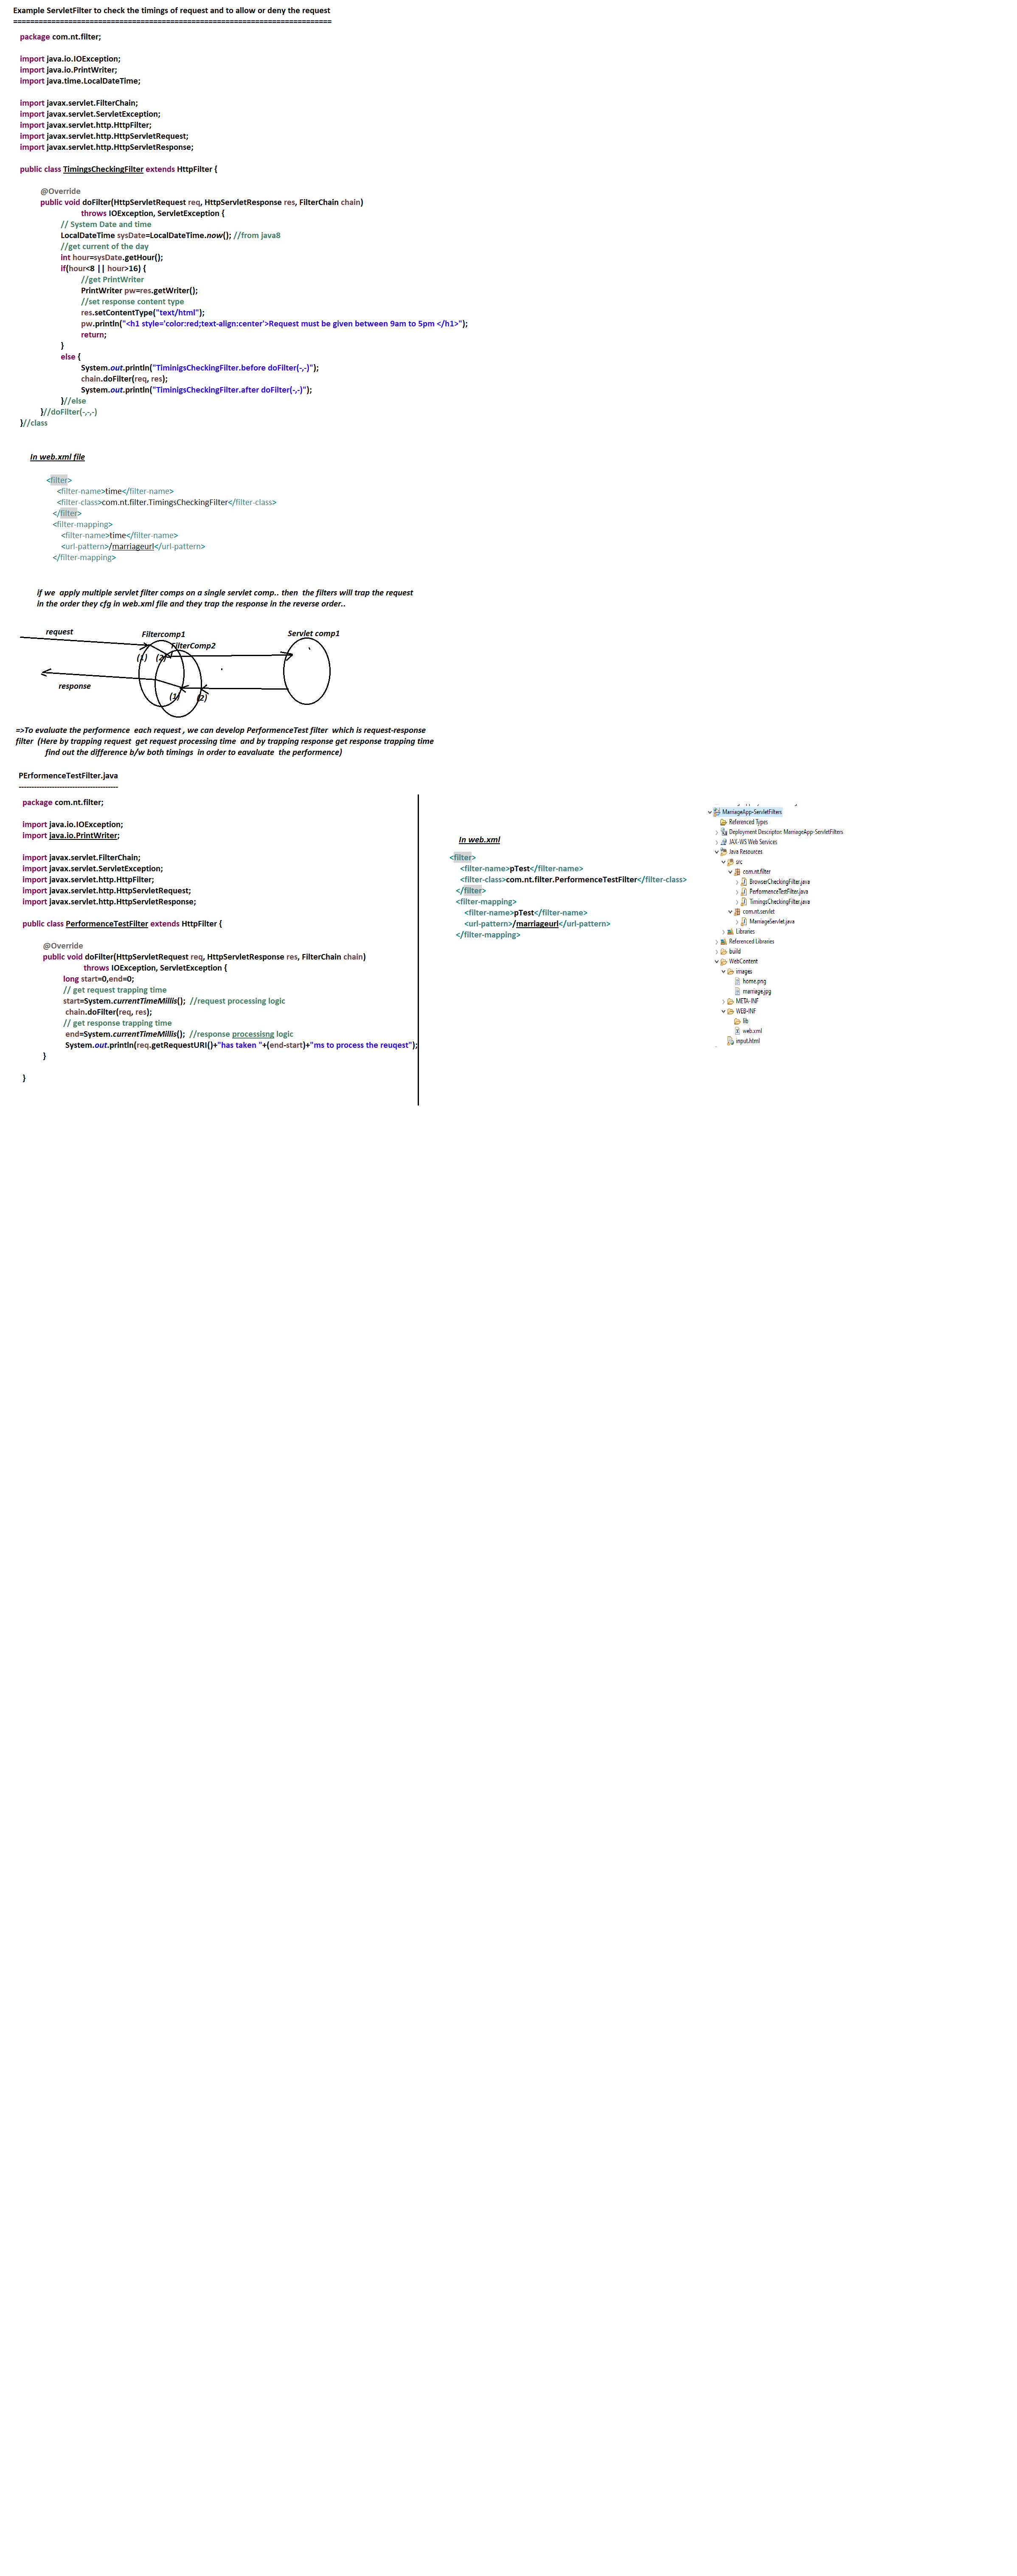 Example ServletFilter to check the timings of request and to allow or deny the request
===========================================================================
package com.nt.filter;
import java.io.IOException;
import java.io.PrintWriter;
import java.time.LocalDateTime;
import javax.servlet.FilterChain;
import javax.servlet.ServletException;
import javax.servlet.http.HttpFilter;
import javax.servlet.http.HttpServletRequest;
import javax.servlet.http.HttpServletResponse;
public class TimingsCheckingFilter extends HttpFilter {
@Override
public void doFilter(HttpServletRequest req, HttpServletResponse res, FilterChain chain)
throws IOException, ServletException {
// System Date and time
LocalDateTime sysDate=LocalDateTime.now(); //from java8
//get current of the day
int hour=sysDate.getHour();
if(hour<8 || hour>16) {
//get PrintWriter
PrintWriter pw=res.getWriter();
//set response content type
res.setContentType("text/html");
pw.println("<h1 style='color:red;text-align:center'>Request must be given between 9am to 5pm </h1>");
return;
}
else {
System.out.println("TiminigsCheckingFilter.before doFilter(-,-)");
chain.doFilter(req, res);
System.out.println("TiminigsCheckingFilter.after doFilter(-,-)");
}//else
}//doFilter(-,-,-)
}//class
In web.xml file
<filter>
<filter-name>time</filter-name>
<filter-class>com.nt.filter.TimingsCheckingFilter</filter-class>
</filter>
<filter-mapping>
<filter-name>time</filter-name>
<url-pattern>/marriageurl</url-pattern>
</filter-mapping>
if we apply multiple servlet filter comps on a single servlet comp.. then the filters will trap the request
in the order they cfg in web.xml file and they trap the response in the reverse order..
request
Filtercomp1
Servlet comp1
FilterComp2
(1) (2)
response
(1) (2)
=>To evaluate the performence each request , we can develop PerformenceTest filter which is request-response
filter (Here by trapping request get request processing time and by trapping response get response trapping time
find out the difference b/w both timings in order to eavaluate the performence)
PErformenceTestFilter.java
---------------------------------------
package com.nt.filter;
import java.io.IOException;
import java.io.PrintWriter;
import javax.servlet.FilterChain;
import javax.servlet.ServletException;
import javax.servlet.http.HttpFilter;
import javax.servlet.http.HttpServletRequest;
import javax.servlet.http.HttpServletResponse;
public class PerformenceTestFilter extends HttpFilter {
@Override
public void doFilter(HttpServletRequest req, HttpServletResponse res, FilterChain chain)
throws IOException, ServletException {
long start=0,end=0;
// get request trapping time
start=System.currentTimeMillis(); //request processing logic
chain.doFilter(req, res);
// get response trapping time
end=System.currentTimeMillis(); //response processisng logic
System.out.println(req.getRequestURI()+"has taken "+(end-start)+"ms to process the reuqest");
}
}
In web.xml
<filter>
<filter-name>pTest</filter-name>
<filter-class>com.nt.filter.PerformenceTestFilter</filter-class>
</filter>
<filter-mapping>
<filter-name>pTest</filter-name>
<url-pattern>/marriageurl</url-pattern>
</filter-mapping>
MarriageApp-ServletFilters
Referenced Types
Deployment Descriptor: MarriageApp-ServletFilters
JAX-WS Web Services
Java Resources
src
com.nt.filter
BrowserCheckingFilter.java
PerformenceTestFilter.java
TimingsCheckingFilter.java
com.nt.servlet
MarriageServlet.java
Libraries
Referenced Libraries
build
WebContent
images
home.png
marriage.jpg
META-INF
WEB-INF
lib
web.xml
input.html